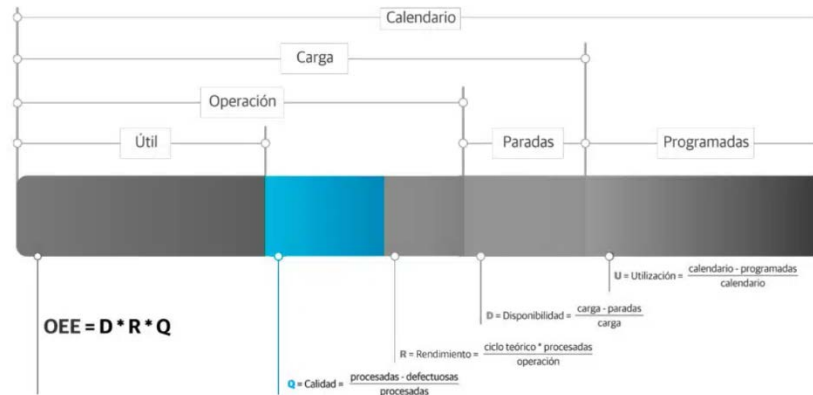 Calendario
Carga
Operación
Útil
Paradas
Programadas
U = Utilización = calendario - programadas
calendario
D = Disponibilidad = carga - paradas
carga
OEE = D * R * Q
R = Rendimiento = ciclo teórico * procesadas
operación
Q = Calidad = procesadas - defectuosas
procesadas